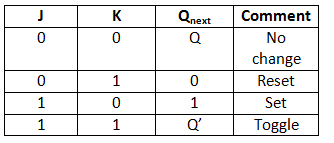 J K Qnext Comment
0 0 Q No
change
0 1 0 Reset
1 0 1 Set
1 1 Q’ Toggle